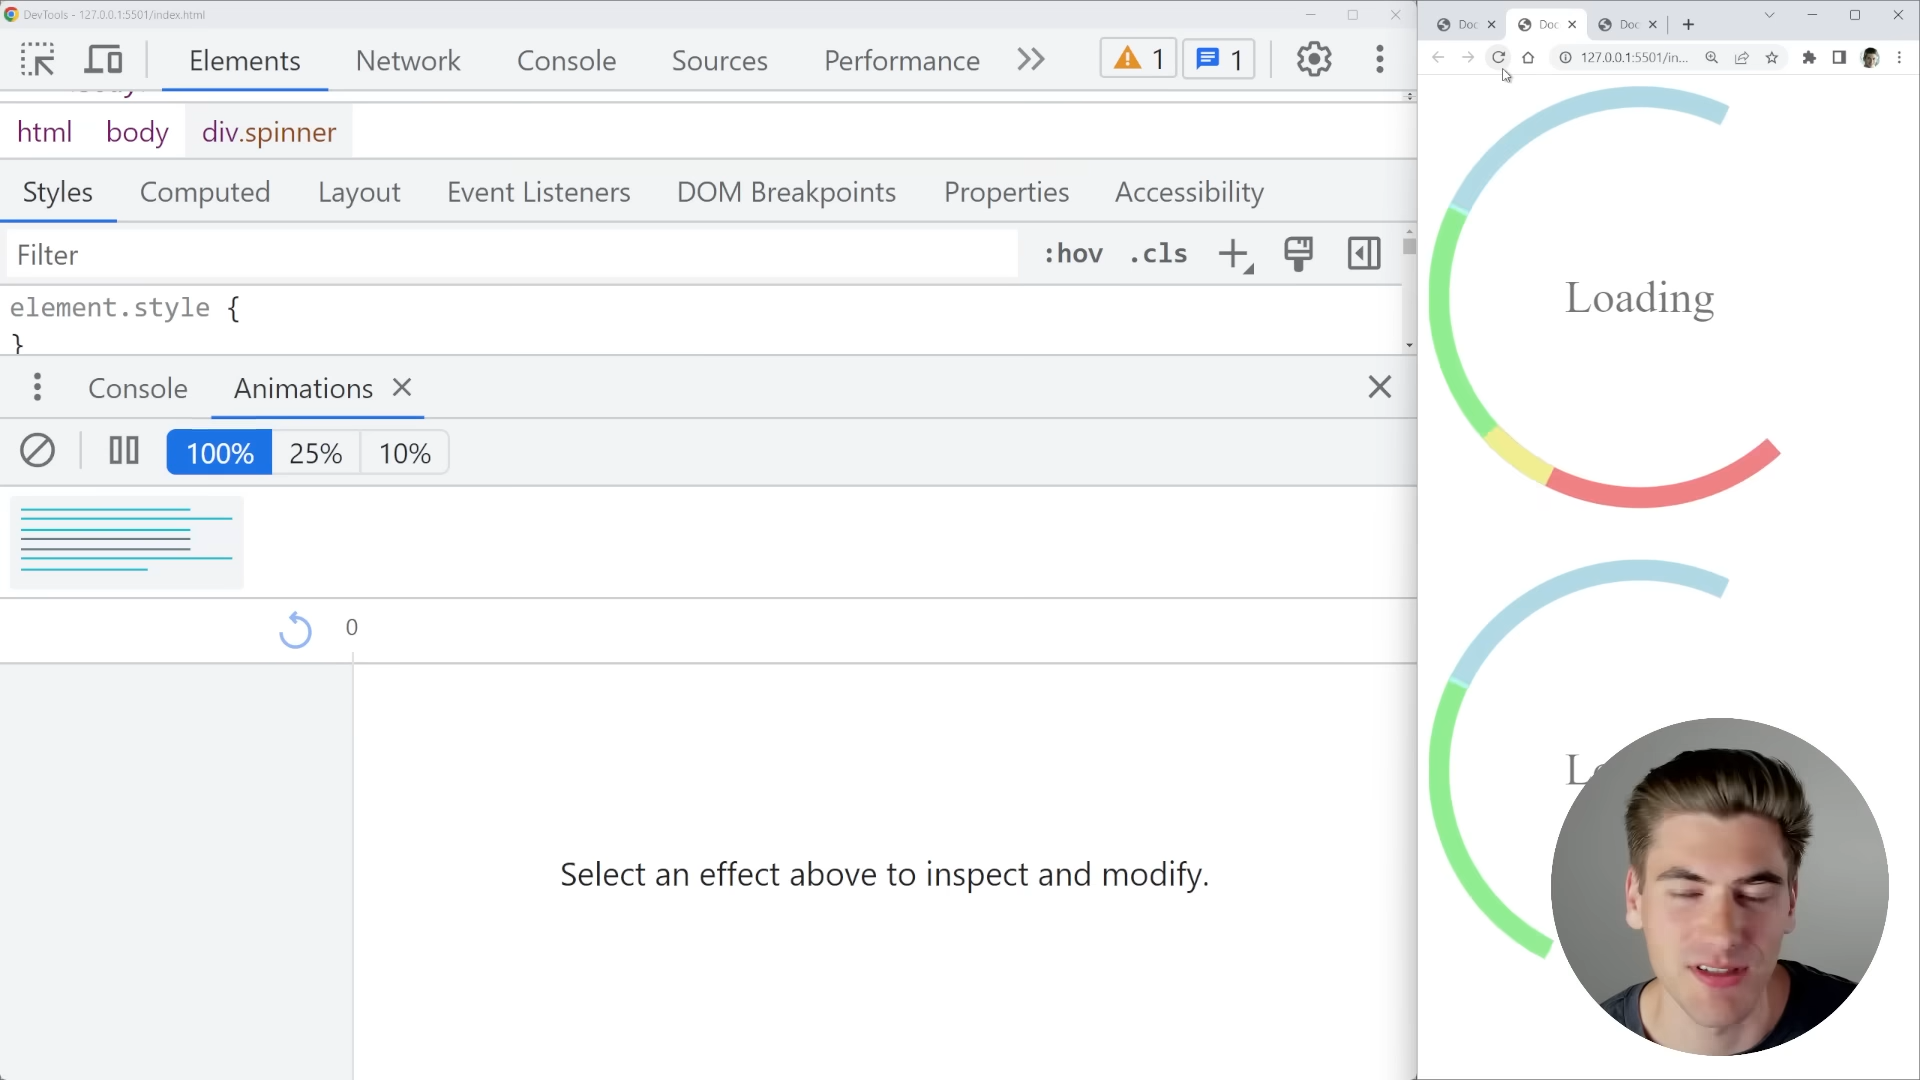 DevTools - 127.0.0.1:5501/index.html
Elements Network Console Sources Performance 1 1
html body div.spinner
Styles Computed Layout Event Listeners DOM Breakpoints Properties Accessibility
Filter :hov .cls
element.style {
}
Console Animations
100% 25% 10%
0
Select an effect above to inspect and modify.
Doc Doc Doc
127.0.0.1:5501/in...
Loading